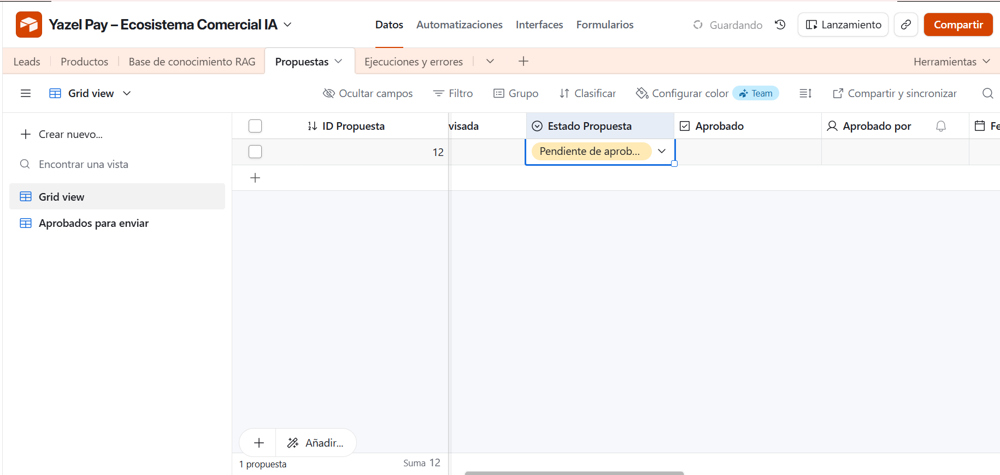 Yazel Pay – Ecosistema Comercial IA
Datos
Automatizaciones
Interfaces
Formularios
Guardando
Lanzamiento
Compartir
Leads
Productos
Base de conocimiento RAG
Propuestas
Ejecuciones y errores
Herramientas
Grid view
Ocultar campos
Filtro
Grupo
Clasificar
Configurar color
Team
Compartir y sincronizar
Crear nuevo...
Encontrar una vista
Grid view
Aprobados para enviar
ID Propuesta
visada
Estado Propuesta
Aprobado
Aprobado por
Fe
12
Pendiente de aprob...
Añadir...
1 propuesta
Suma 12